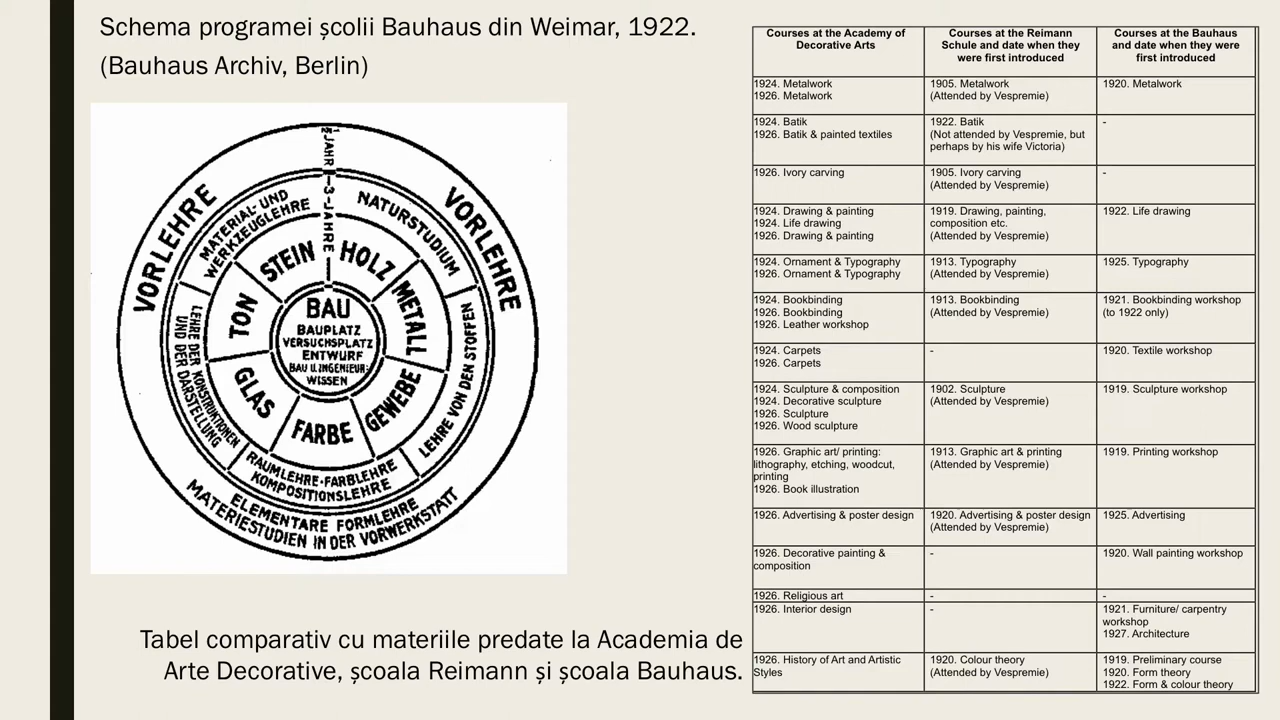 Schema programei școlii Bauhaus din Weimar, 1922.
(Bauhaus Archiv, Berlin)
VORLEHRE
VORLEHRE
1/2 JAHR
3 JAHRE
MATERIAL- UND
WERKZEUGLEHRE
NATURSTUDIUM
LEHRE VON DEN STOFFEN
RAUMLEHRE·FARBLEHRE
KOMPOSITIONSLEHRE
LEHRE DER KONSTRUKTIONEN
UND DER DARSTELLUNG
STEIN
HOLZ
METALL
GEWEBE
FARBE
GLAS
TON
BAU
BAUPLATZ
VERSUCHSPLATZ
ENTWURF
BAU U. INGENIEUR-
WISSEN
ELEMENTARE FORMLEHRE
MATERIESTUDIEN IN DER VORWERKSTATT
Tabel comparativ cu materiile predate la Academia de
Arte Decorative, școala Reimann și școala Bauhaus.
Courses at the Academy of
Decorative Arts
Courses at the Reimann
Schule and date when they
were first introduced
Courses at the Bauhaus
and date when they were
first introduced
1924. Metalwork
1926. Metalwork
1905. Metalwork
(Attended by Vespremie)
1920. Metalwork
1924. Batik
1926. Batik & painted textiles
1922. Batik
(Not attended by Vespremie, but
perhaps by his wife Victoria)
-
1926. Ivory carving
1905. Ivory carving
(Attended by Vespremie)
-
1924. Drawing & painting
1924. Life drawing
1926. Drawing & painting
1919. Drawing, painting,
composition etc.
(Attended by Vespremie)
1922. Life drawing
1924. Ornament & Typography
1926. Ornament & Typography
1913. Typography
(Attended by Vespremie)
1925. Typography
1924. Bookbinding
1926. Bookbinding
1926. Leather workshop
1913. Bookbinding
(Attended by Vespremie)
1921. Bookbinding workshop
(to 1922 only)
1924. Carpets
1926. Carpets
-
1920. Textile workshop
1924. Sculpture & composition
1924. Decorative sculpture
1926. Sculpture
1926. Wood sculpture
1902. Sculpture
(Attended by Vespremie)
1919. Sculpture workshop
1926. Graphic art/ printing:
lithography, etching, woodcut,
printing
1926. Book illustration
1913. Graphic art & printing
(Attended by Vespremie)
1919. Printing workshop
1926. Advertising & poster design
1920. Advertising & poster design
(Attended by Vespremie)
1925. Advertising
1926. Decorative painting &
composition
-
1920. Wall painting workshop
1926. Religious art
-
-
1926. Interior design
-
1921. Furniture/ carpentry
workshop
1927. Architecture
1926. History of Art and Artistic
Styles
1920. Colour theory
(Attended by Vespremie)
1919. Preliminary course
1920. Form theory
1922. Form & colour theory